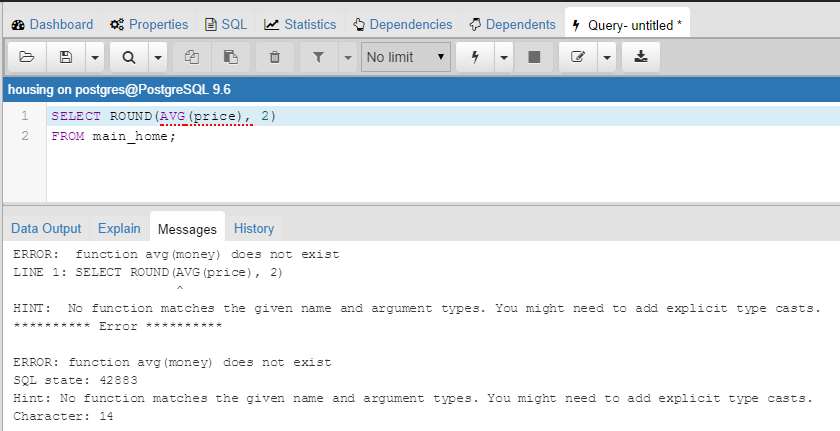 Dashboard Properties SQL Statistics Dependencies Dependents Query- untitled *
No limit
housing on postgres@PostgreSQL 9.6
1 SELECT ROUND(AVG(price), 2)
2 FROM main_home;
Data Output Explain Messages History
ERROR:  function avg(money) does not exist
LINE 1: SELECT ROUND(AVG(price), 2)
^
HINT:  No function matches the given name and argument types. You might need to add explicit type casts.
********** Error **********
ERROR: function avg(money) does not exist
SQL state: 42883
Hint: No function matches the given name and argument types. You might need to add explicit type casts.
Character: 14